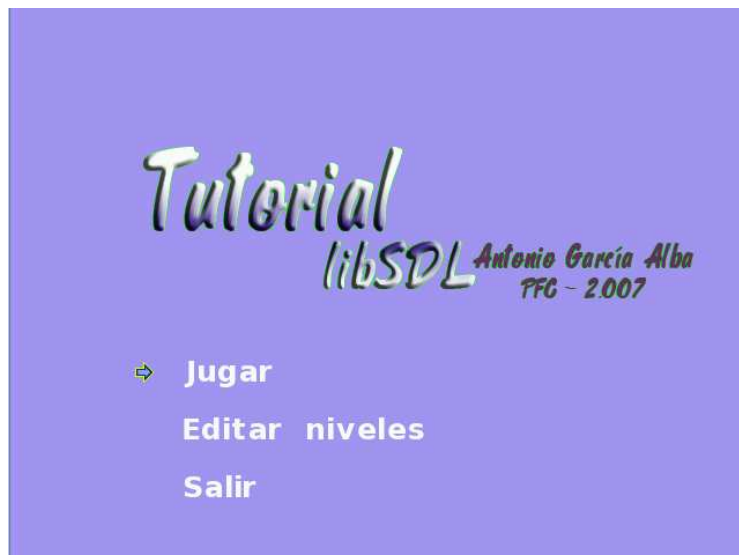 Tutorial
libSDL
Antonio García Alba
PFC - 2.007
Jugar
Editar niveles
Salir